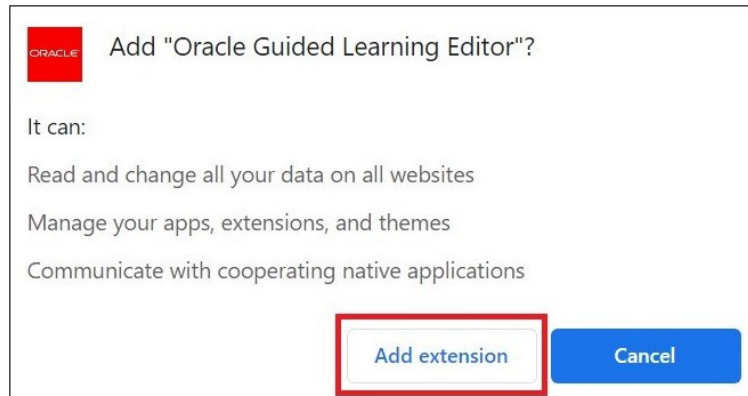 ORACLE
Add "Oracle Guided Learning Editor"?
It can:
Read and change all your data on all websites
Manage your apps, extensions, and themes
Communicate with cooperating native applications
Add extension
Cancel